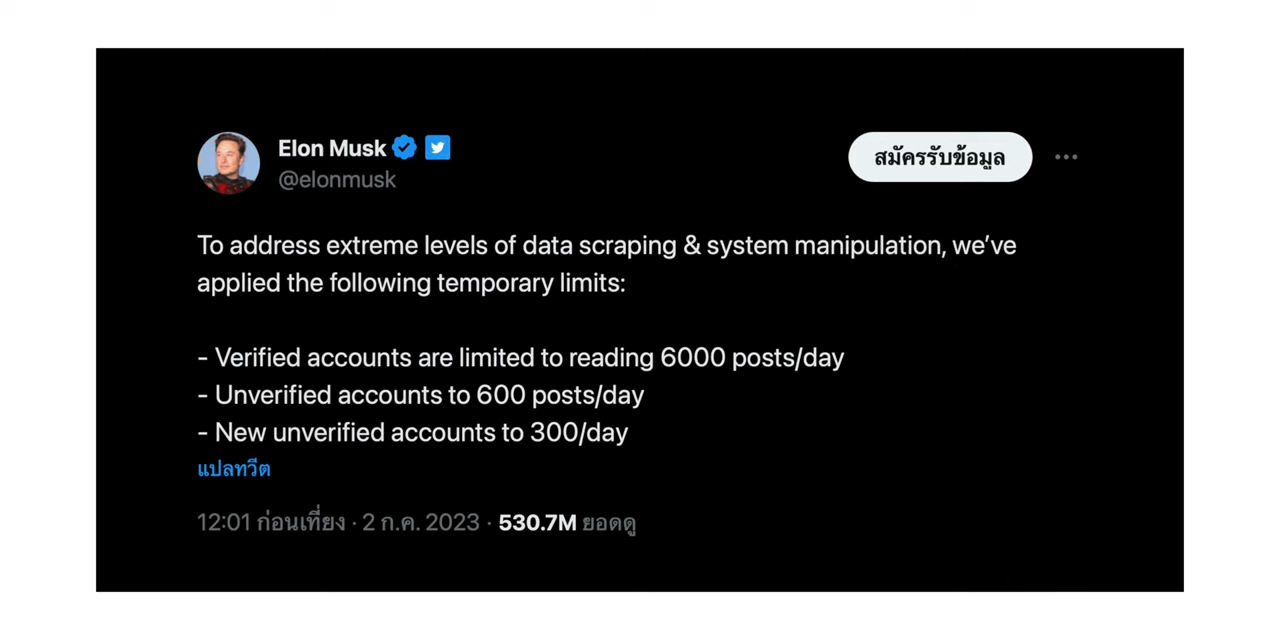 Elon Musk
@elonmusk
สมัครรับข้อมูล
To address extreme levels of data scraping & system manipulation, we’ve
applied the following temporary limits:
- Verified accounts are limited to reading 6000 posts/day
- Unverified accounts to 600 posts/day
- New unverified accounts to 300/day
แปลทวีต
12:01 ก่อนเที่ยง · 2 ก.ค. 2023 · 530.7M ยอดดู